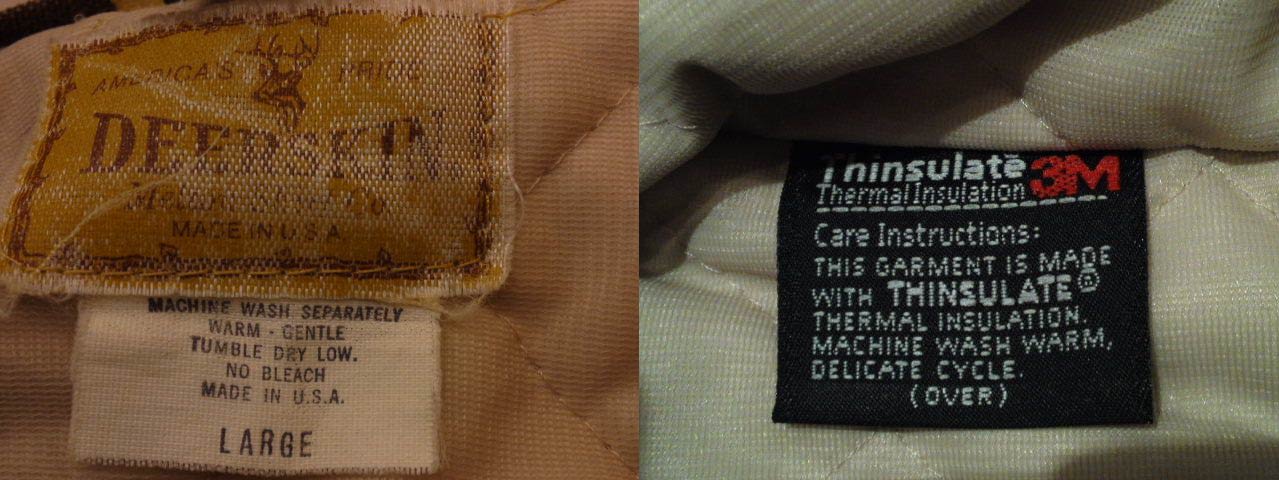 AMERICA'S PRIDE
DEERSKIN
MADE IN U.S.A.
MACHINE WASH SEPARATELY
WARM - GENTLE
TUMBLE DRY LOW.
NO BLEACH
MADE IN U.S.A.
LARGE
Thinsulate 3M
Thermal Insulation
Care Instructions:
THIS GARMENT IS MADE
WITH THINSULATE®
THERMAL INSULATION.
MACHINE WASH WARM,
DELICATE CYCLE.
(OVER)